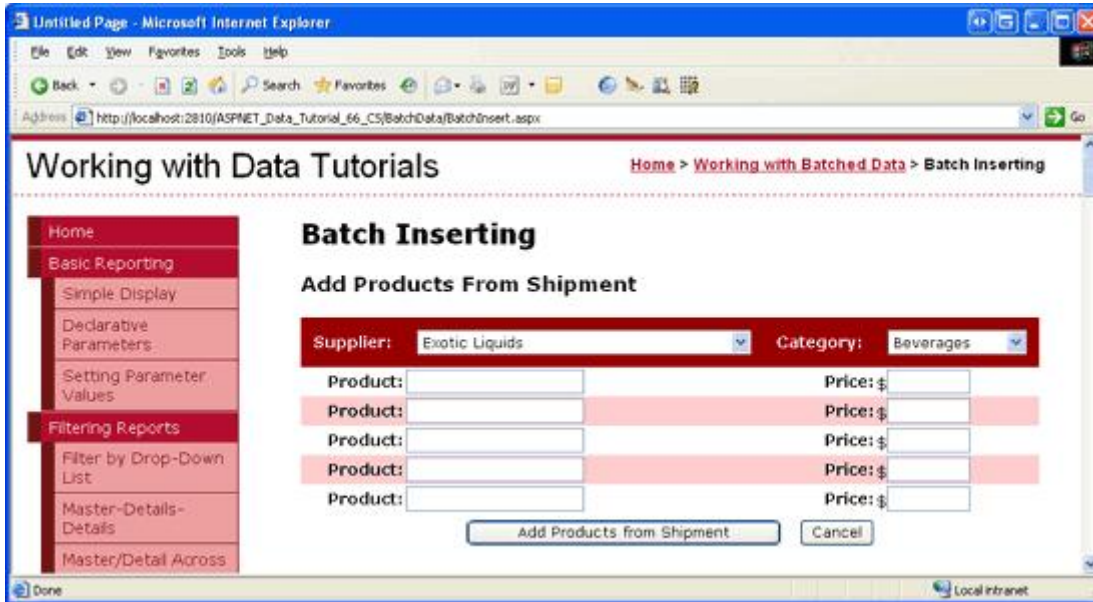 Untitled Page - Microsoft Internet Explorer
File Edit View Favorites Tools Help
Back Search Favorites
Address http://localhost:2810/ASPNET_Data_Tutorial_66_CS/BatchData/BatchInsert.aspx Go
Working with Data Tutorials
Home > Working with Batched Data > Batch Inserting
Home
Basic Reporting
Simple Display
Declarative
Parameters
Setting Parameter
Values
Filtering Reports
Filter by Drop-Down
List
Master-Details-
Details
Master/Detail Across
Batch Inserting
Add Products From Shipment
Supplier: Exotic Liquids Category: Beverages
Product: Price: $
Product: Price: $
Product: Price: $
Product: Price: $
Product: Price: $
Add Products from Shipment Cancel
Done Local intranet